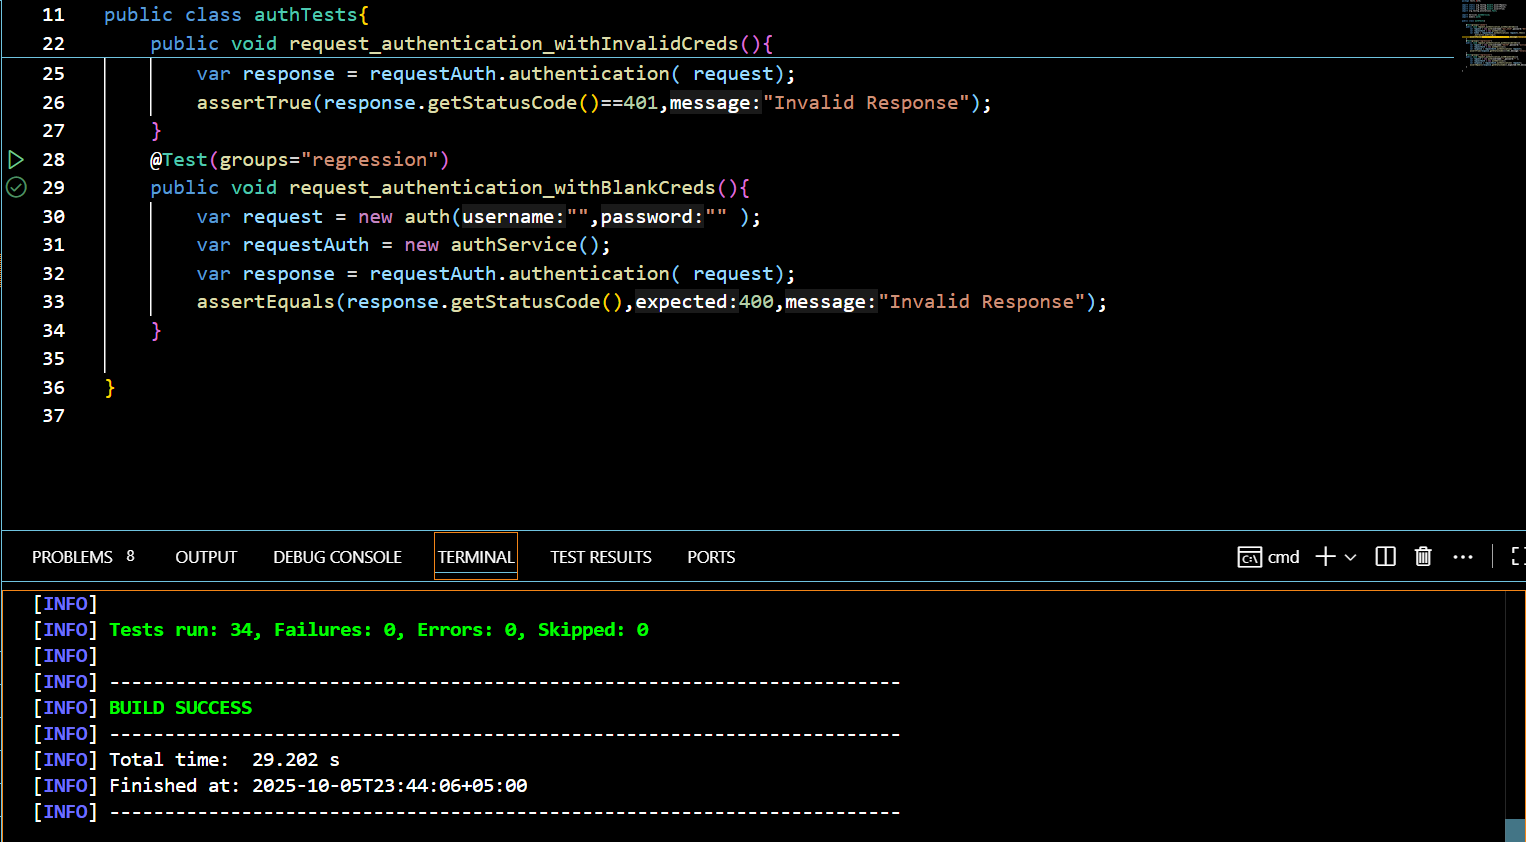 11 public class authTests{
22 public void request_authentication_withInvalidCreds(){
25 var response = requestAuth.authentication( request);
26 assertTrue(response.getStatusCode()==401,message:"Invalid Response");
27 }
28 @Test(groups="regression")
29 public void request_authentication_withBlankCreds(){
30 var request = new auth(username:"",password:"" );
31 var requestAuth = new authService();
32 var response = requestAuth.authentication( request);
33 assertEquals(response.getStatusCode(),expected:400,message:"Invalid Response");
34 }
35
36 }
37
PROBLEMS 8 OUTPUT DEBUG CONSOLE TERMINAL TEST RESULTS PORTS cmd
[INFO]
[INFO] Tests run: 34, Failures: 0, Errors: 0, Skipped: 0
[INFO]
[INFO] ------------------------------------------------------------------------
[INFO] BUILD SUCCESS
[INFO] ------------------------------------------------------------------------
[INFO] Total time:  29.202 s
[INFO] Finished at: 2025-10-05T23:44:06+05:00
[INFO] ------------------------------------------------------------------------